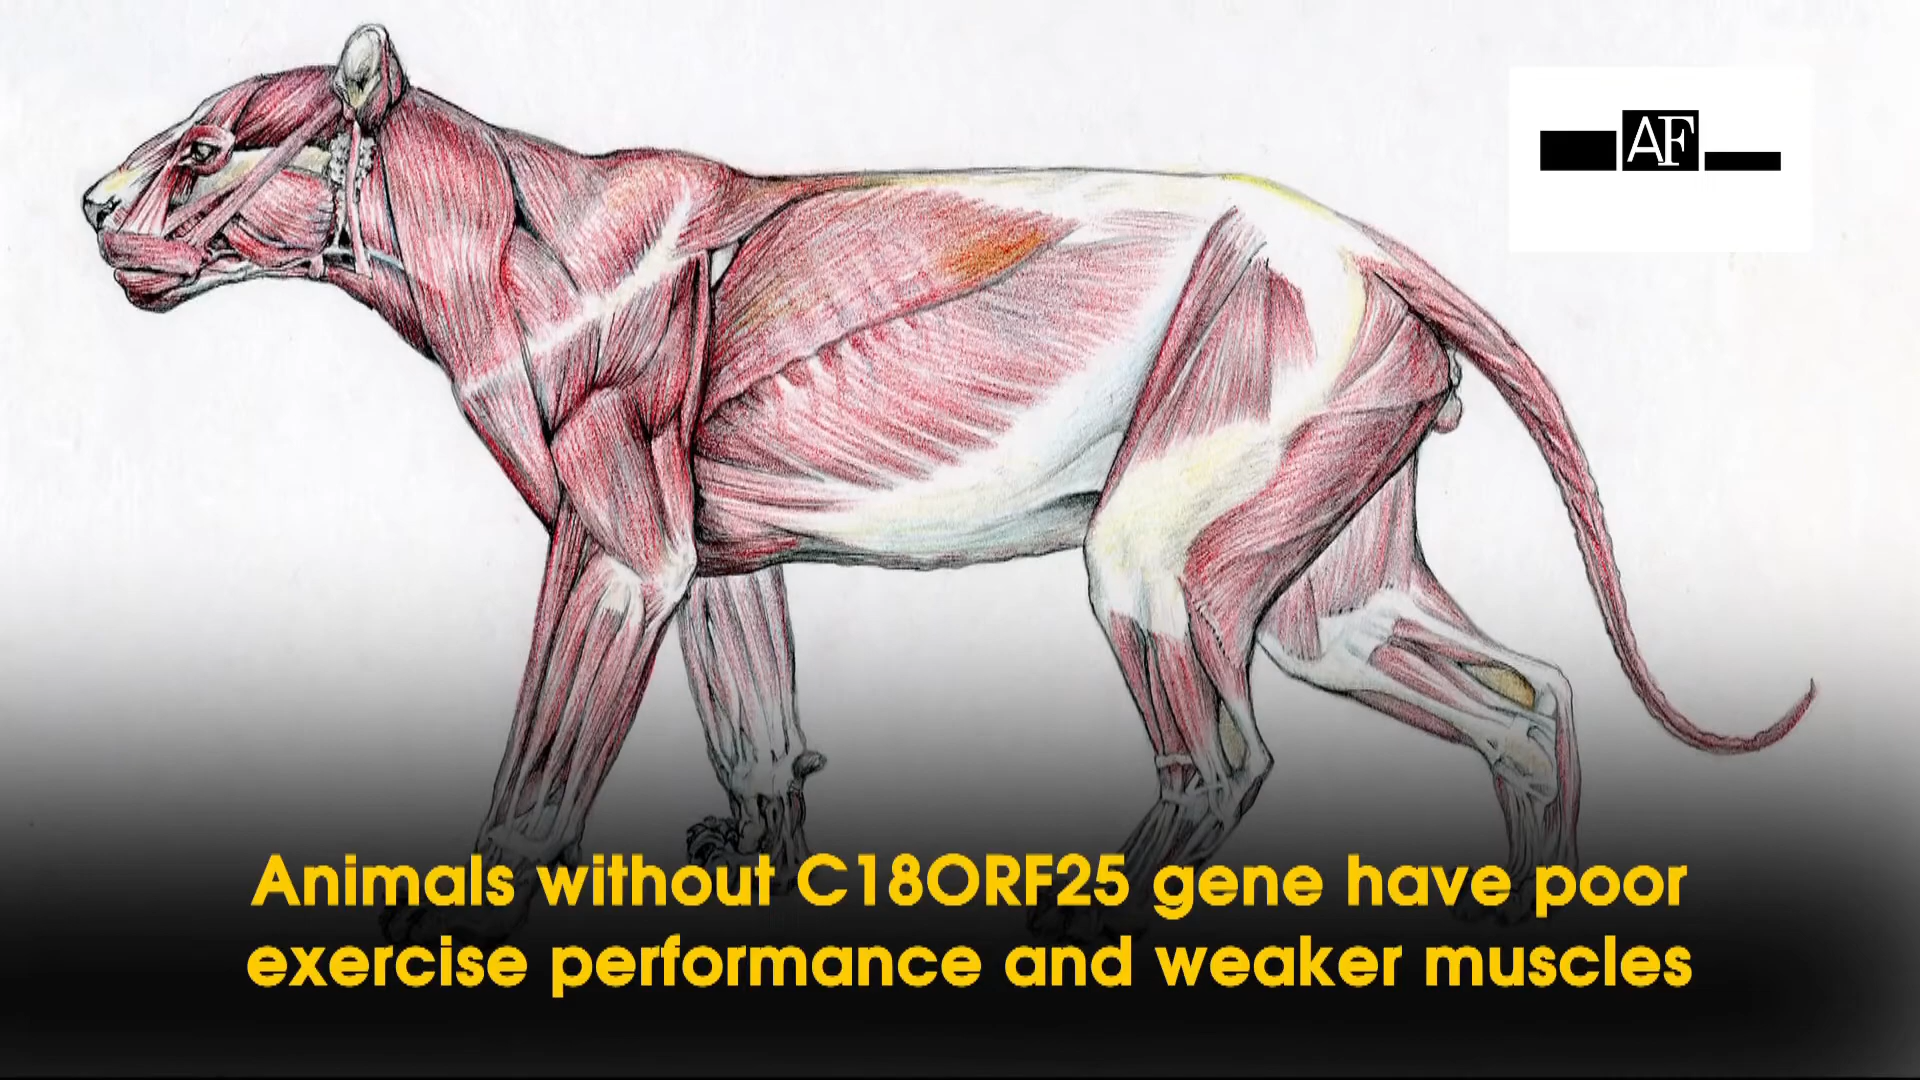 AF
Animals without C18ORF25 gene have poor
exercise performance and weaker muscles